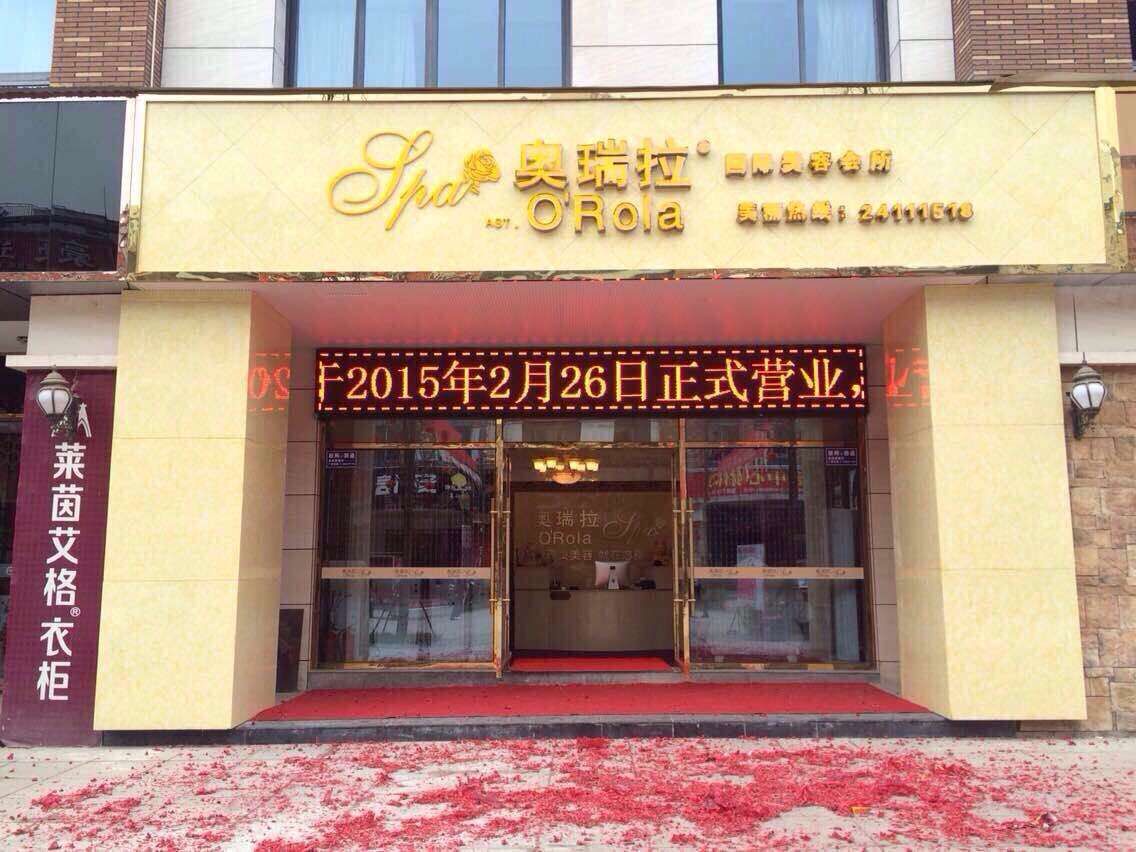 Spa
奥瑞拉®
O'Rola
国际美容会所
美丽热线：24111518
于2015年2月26日正式营业，
莱茵艾格®衣柜
奥瑞拉 Spa
O'Rola